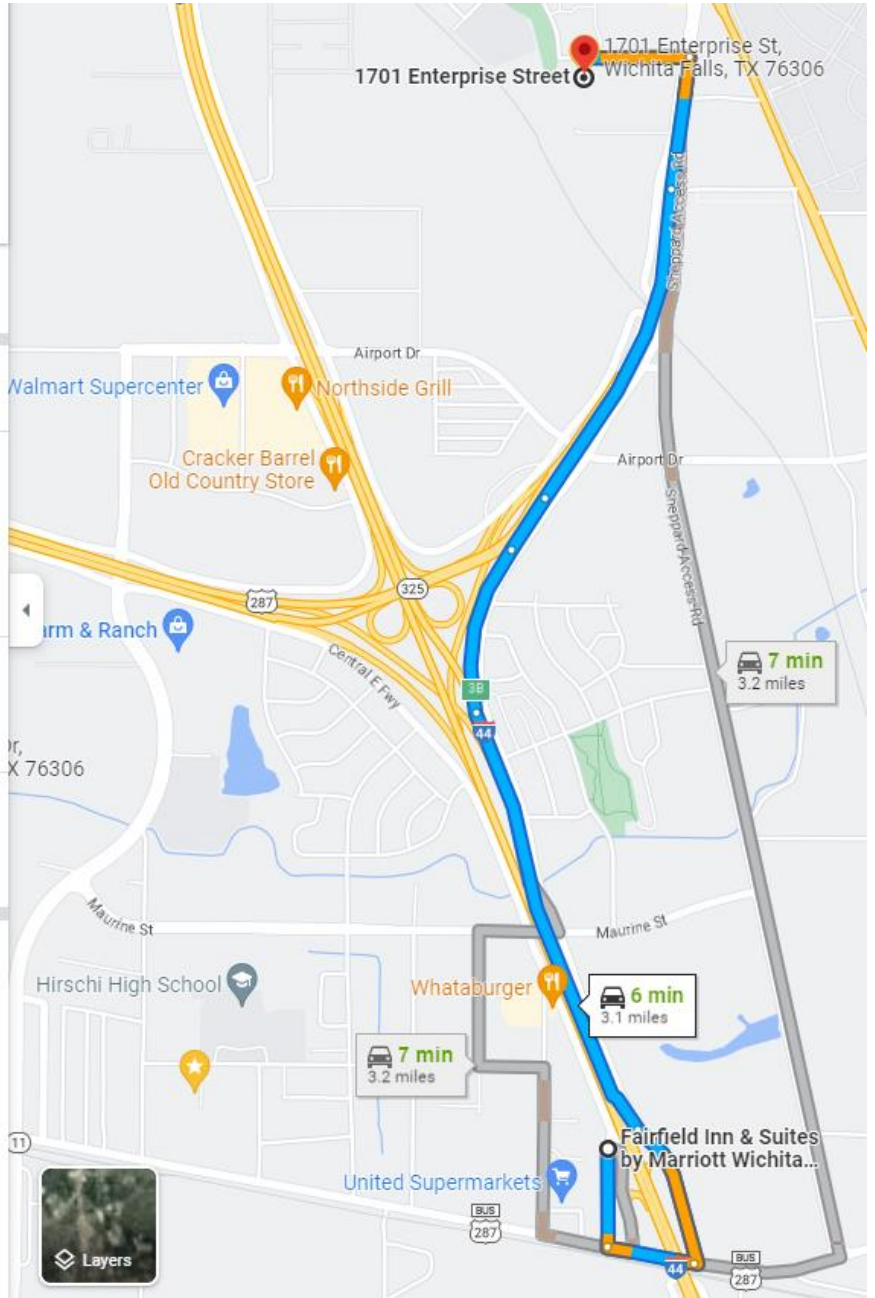 1701 Enterprise St,
1701 Enterprise Street
Wichita Falls, TX 76306
Sheppard Access Rd
Airport Dr
Walmart Supercenter
Northside Grill
Cracker Barrel
Old Country Store
Airport Dr
Sheppard Access Rd
325
287
arm & Ranch
Central E Fwy
7 min
3.2 miles
3B
44
r,
X 76306
Maurine St
Maurine St
Hirschi High School
Whataburger
6 min
3.1 miles
7 min
3.2 miles
Fairfield Inn & Suites
by Marriott Wichita...
11
United Supermarkets
BUS
287
Layers
44
BUS
287